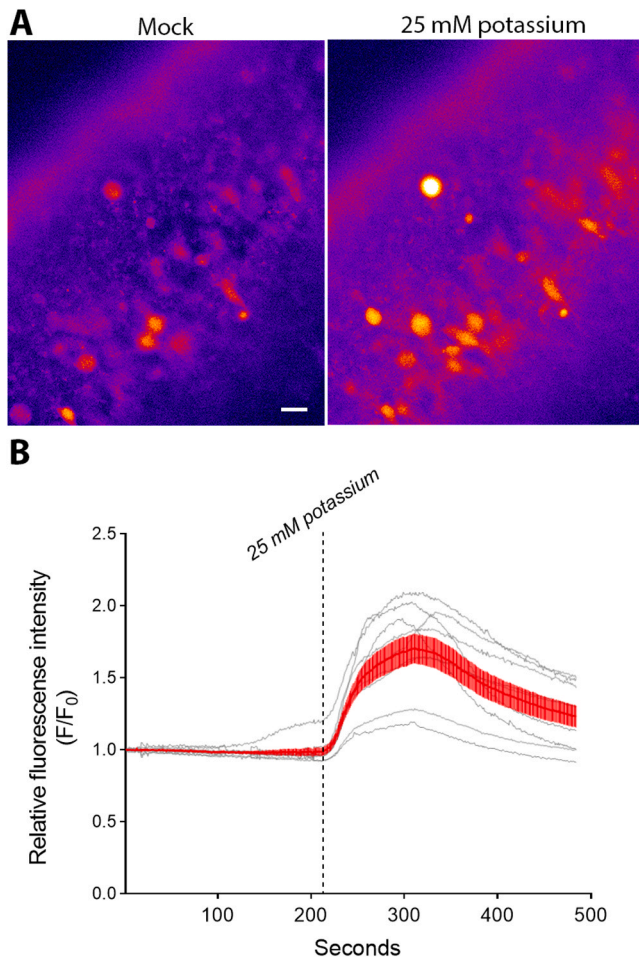 A
Mock
25 mM potassium
B
25 mM potassium
2.5
2.0
1.5
1.0
0.5
0.0
Relative fluorescense intensity
(F/F0)
100
200
300
400
500
Seconds